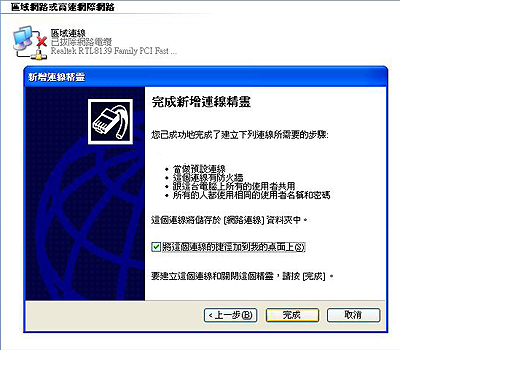 區域網路或高速網際網路
區域連線
已拔除網路電纜
Realtek RTL8139 Family PCI Fast ...
新增連線精靈
完成新增連線精靈
您已成功地完成了建立下列連線所需要的步驟:
• 當做預設連線
• 這個連線有防火牆
• 跟這台電腦上所有的使用者共用
• 所有的人都使用相同的使用者名稱和密碼
這個連線將儲存於 [網路連線] 資料夾中。
將這個連線的捷徑加到我的桌面上(S)
要建立這個連線和關閉這個精靈,請按 [完成] 。
< 上一步(B)
完成
取消